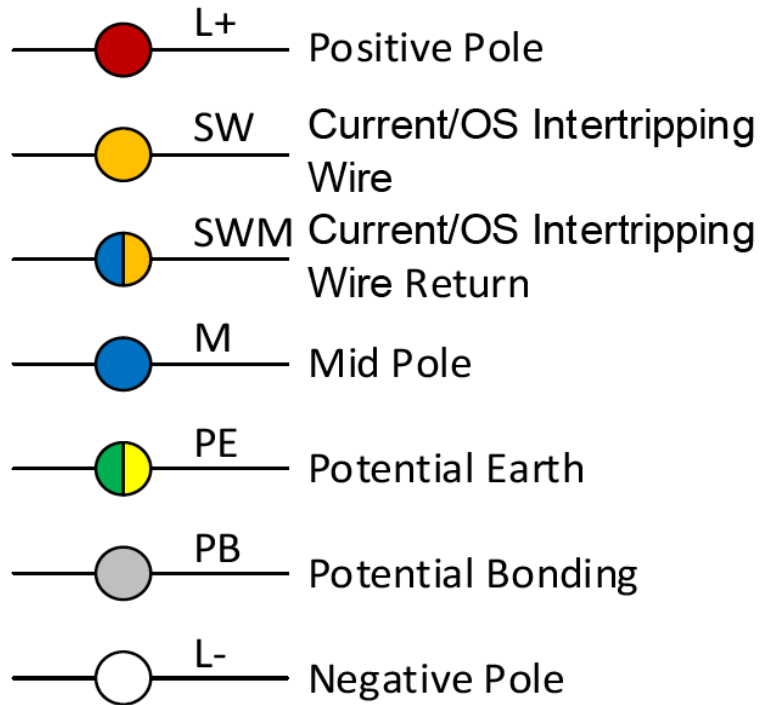 L+ Positive Pole
SW Current/OS Intertripping
Wire
SWM Current/OS Intertripping
Wire Return
M Mid Pole
PE Potential Earth
PB Potential Bonding
L- Negative Pole